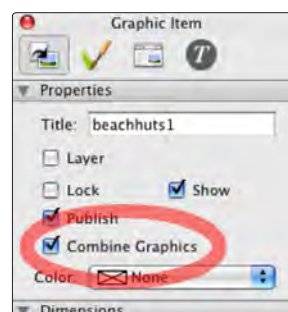 Graphic Item
T
Properties
Title: beachhuts1
Layer
Lock Show
Publish
Combine Graphics
Color: None
Dimensions